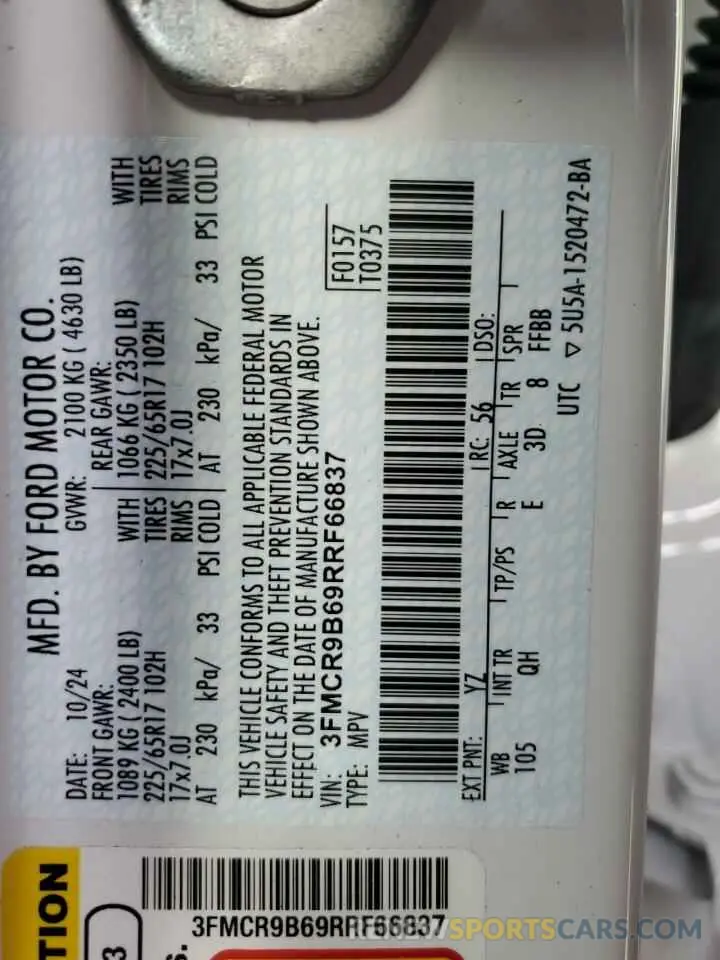 MFD. BY FORD MOTOR CO.
DATE: 10/24 GVWR: 2100 KG ( 4630 LB)
FRONT GAWR: REAR GAWR:
1089 KG ( 2400 LB) WITH 1066 KG ( 2350 LB) WITH
225/65R17 102H TIRES 225/65R17 102H TIRES
17x7.0J RIMS 17x7.0J RIMS
AT 230 kPa/ 33 PSI COLD AT 230 kPa/ 33 PSI COLD
THIS VEHICLE CONFORMS TO ALL APPLICABLE FEDERAL MOTOR
VEHICLE SAFETY AND THEFT PREVENTION STANDARDS IN
EFFECT ON THE DATE OF MANUFACTURE SHOWN ABOVE.
VIN: 3FMCR9B69RRF66837 F0157
TYPE: MPV T0375
EXT PNT: YZ RC: 56 DSO:
WB INT TR TP/PS R AXLE TR SPR
105 QH E 3D 8 FFBB
UTC ▽ 5U5A-1520472-BA
TION
3
S.
3FMCR9B69RRF66837
RENEWSPORTSCARS.COM